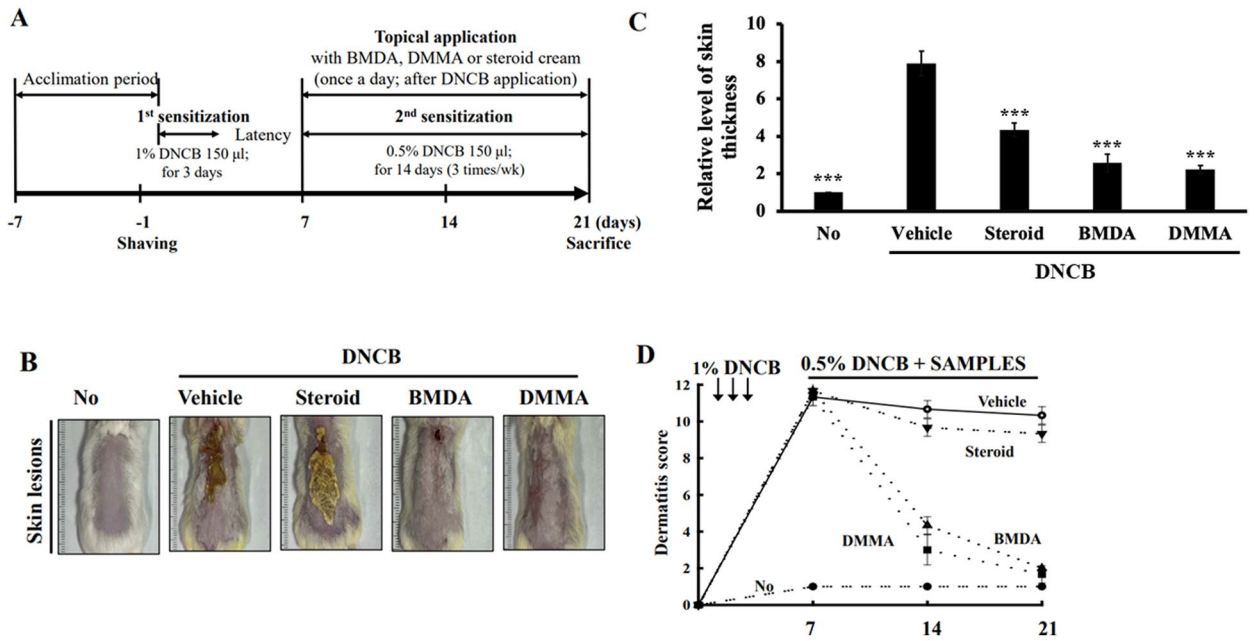 A
Topical application
with BMDA, DMMA or steroid cream
(once a day; after DNCB application)
Acclimation period
1st sensitization
2nd sensitization
Latency
1% DNCB 150 µl;
for 3 days
0.5% DNCB 150 µl;
for 14 days (3 times/wk)
-7 -1 7 14 21 (days)
Shaving Sacrifice
B
DNCB
No Vehicle Steroid BMDA DMMA
Skin lesions
C
Relative level of skin
thickness
10
8
6
4
2
0
*** *** *** ***
No Vehicle Steroid BMDA DMMA
DNCB
D
1% DNCB 0.5% DNCB + SAMPLES
Dermatitis score
12
10
8
6
4
2
0
Vehicle
Steroid
DMMA BMDA
No
7 14 21